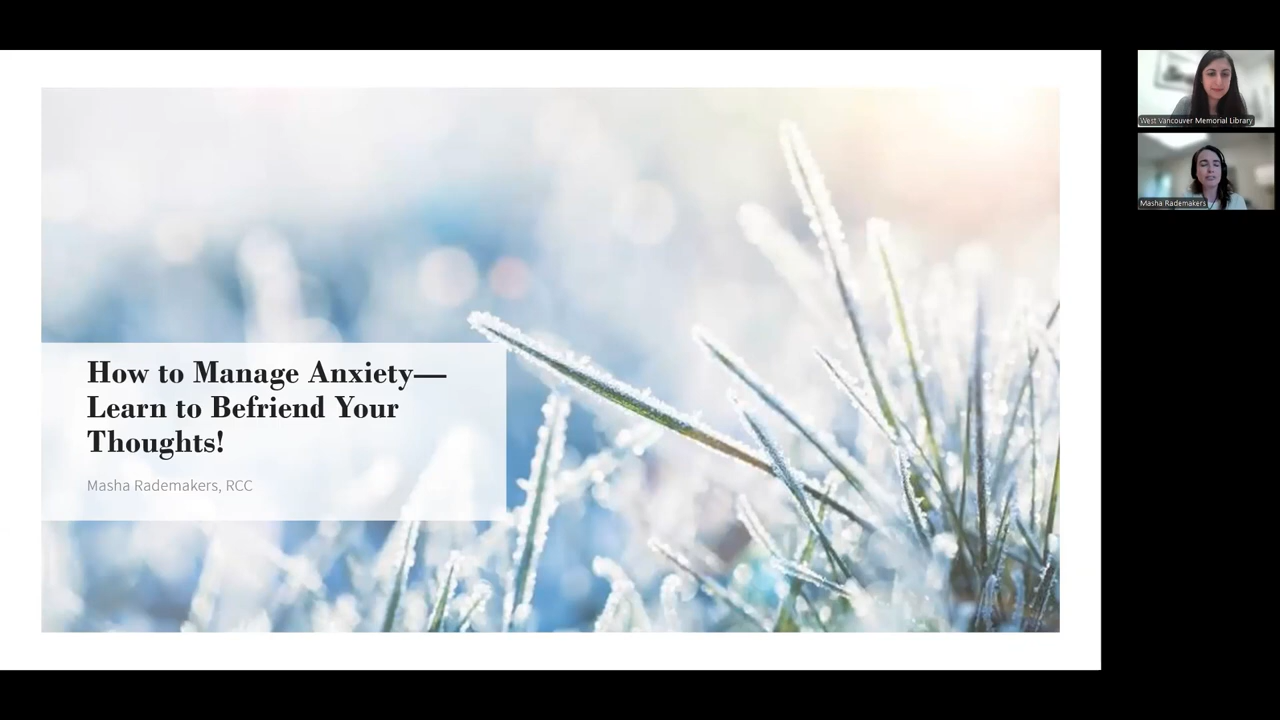 How to Manage Anxiety—
Learn to Befriend Your
Thoughts!
Masha Rademakers, RCC
West Vancouver Memorial Library
Masha Rademakers